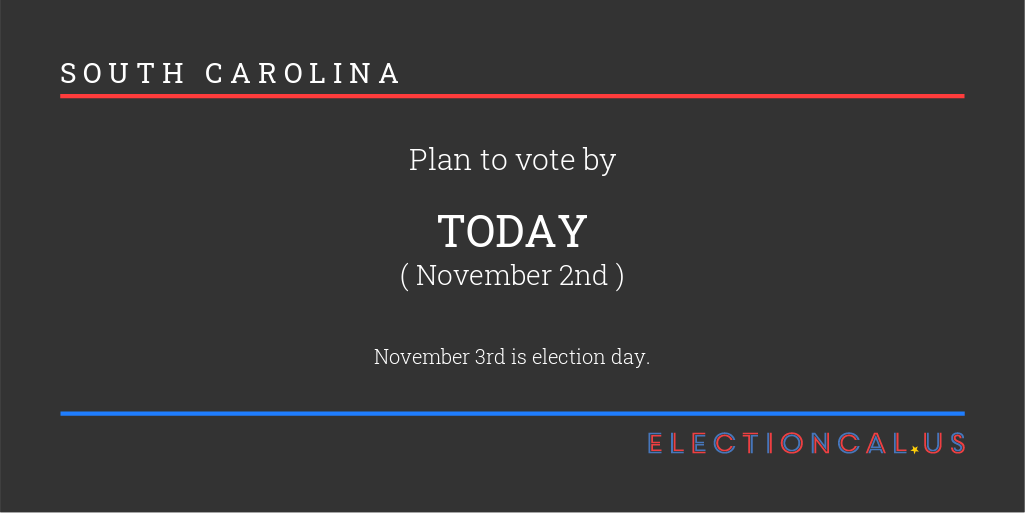 SOUTH CAROLINA
Plan to vote by
TODAY
( November 2nd )
November 3rd is election day.
ELECTIONCAL.US